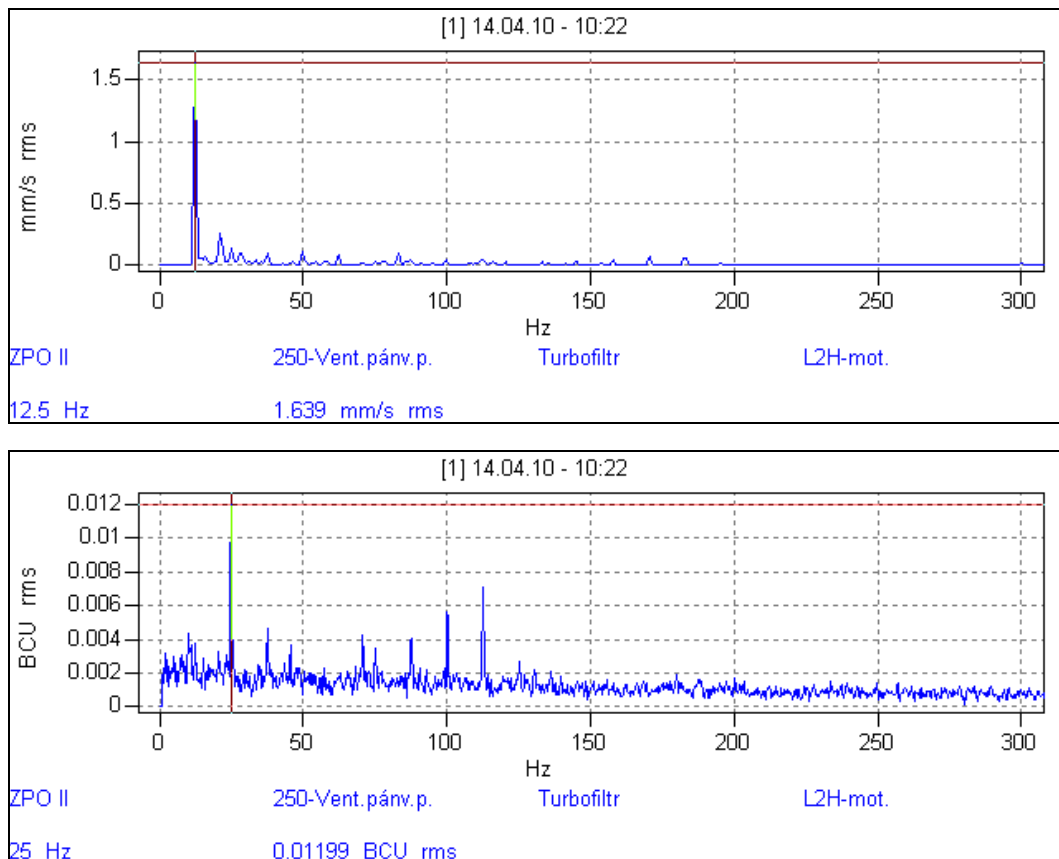 [1] 14.04.10 - 10:22
1.5
1
0.5
0
mm/s rms
0 50 100 150 200 250 300
Hz
ZPO II 250-Vent.pánv.p. Turbofiltr L2H-mot.
12.5 Hz 1.639 mm/s rms
[1] 14.04.10 - 10:22
0.012
0.01
0.008
0.006
0.004
0.002
0
BCU rms
0 50 100 150 200 250 300
Hz
ZPO II 250-Vent.pánv.p. Turbofiltr L2H-mot.
25 Hz 0.01199 BCU rms